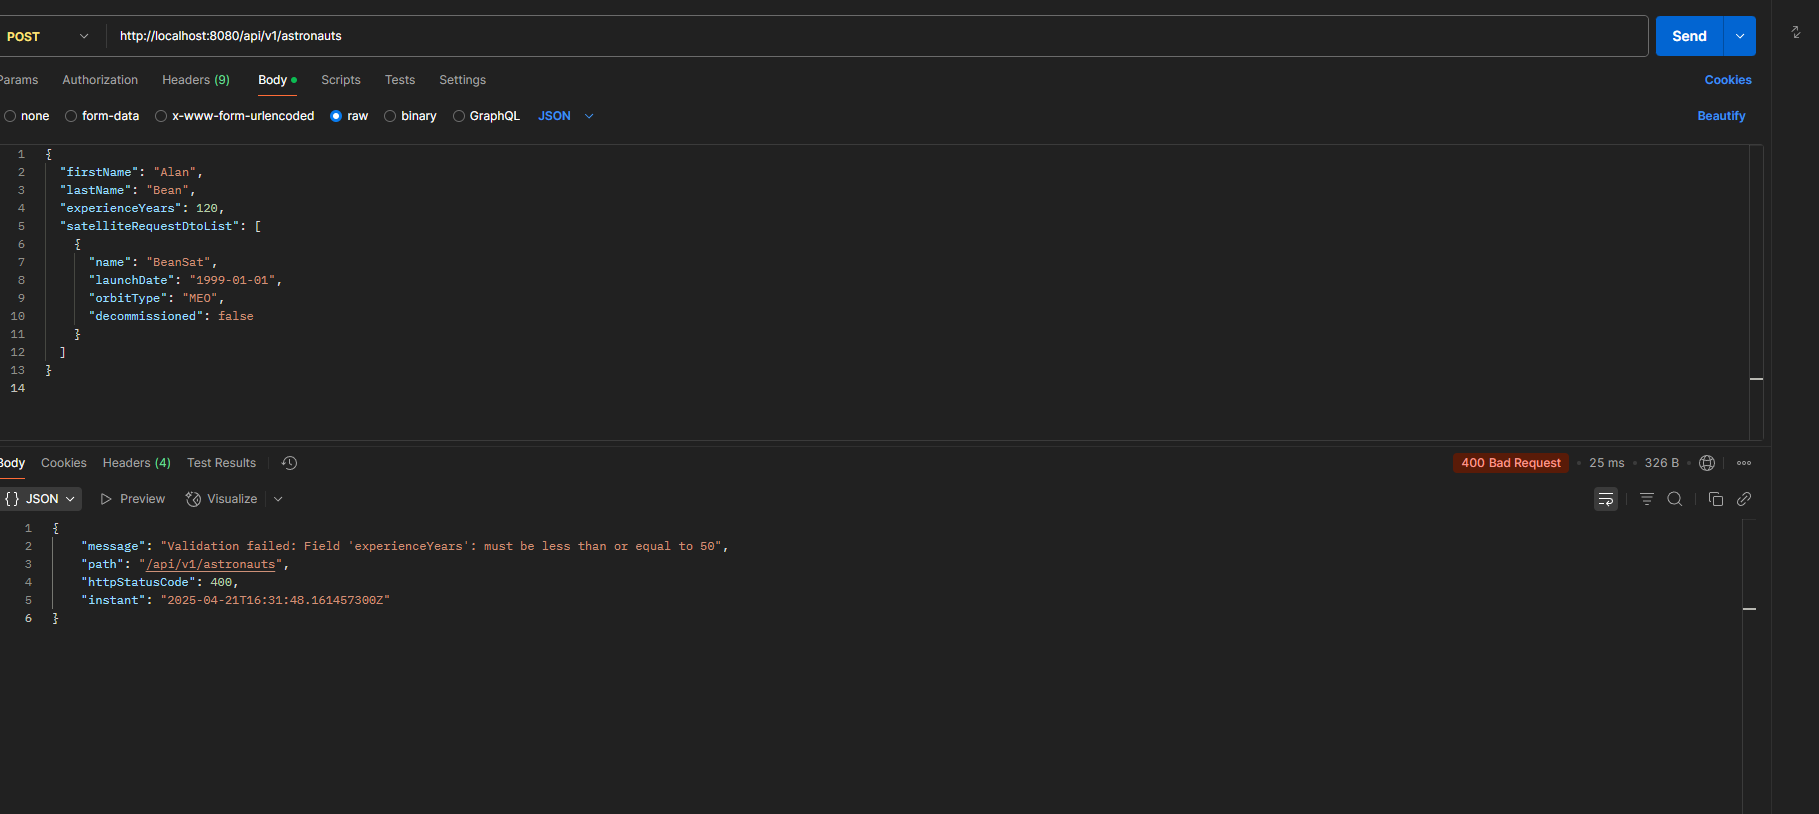 POST http://localhost:8080/api/v1/astronauts Send
Params Authorization Headers (9) Body Scripts Tests Settings Cookies
none form-data x-www-form-urlencoded raw binary GraphQL JSON Beautify
1 {
2 "firstName": "Alan",
3 "lastName": "Bean",
4 "experienceYears": 120,
5 "satelliteRequestDtoList": [
6 {
7 "name": "BeanSat",
8 "launchDate": "1999-01-01",
9 "orbitType": "MEO",
10 "decommissioned": false
11 }
12 ]
13 }
14
Body Cookies Headers (4) Test Results 400 Bad Request • 25 ms • 326 B •
{} JSON Preview Visualize
1 {
2 "message": "Validation failed: Field 'experienceYears': must be less than or equal to 50",
3 "path": "/api/v1/astronauts",
4 "httpStatusCode": 400,
5 "instant": "2025-04-21T16:31:48.161457300Z"
6 }